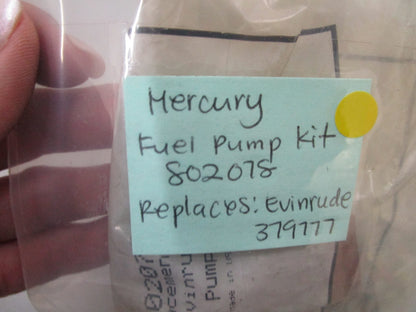 Mercury
Fuel Pump Kit
802078
Replaces: Evinrude
379777